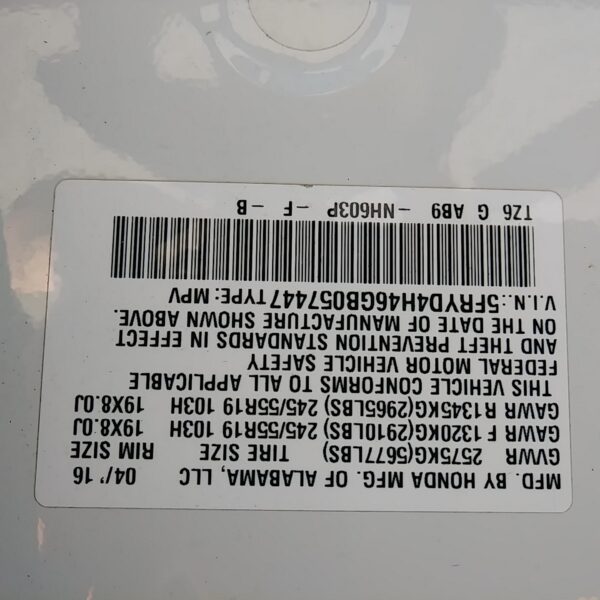 MFD. BY HONDA MFG. OF ALABAMA, LLC 04/'16
GVWR 2575KG(5677LBS) TIRE SIZE RIM SIZE
GAWR F 1320KG(2910LBS) 245/55R19 103H 19X8.0J
GAWR R1345KG(2965LBS) 245/55R19 103H 19X8.0J
THIS VEHICLE CONFORMS TO ALL APPLICABLE
FEDERAL MOTOR VEHICLE SAFETY
AND THEFT PREVENTION STANDARDS IN EFFECT
ON THE DATE OF MANUFACTURE SHOWN ABOVE.
V.I.N.:5FRYD4H46GB057447 TYPE: MPV
TZ6 G AB9 -NH603P - F - B